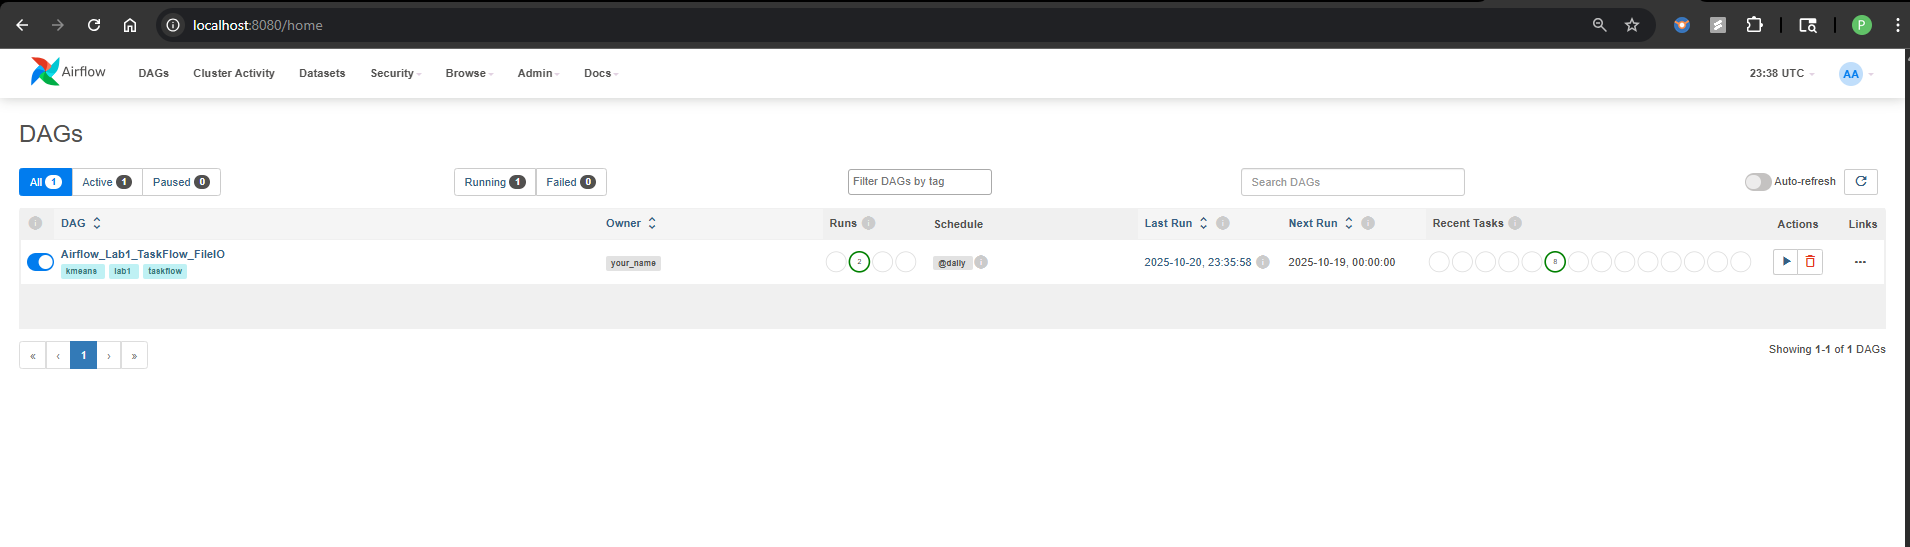 localhost:8080/home
P
Airflow DAGs Cluster Activity Datasets Security Browse Admin Docs 23:38 UTC AA
DAGs
All 1 Active 1 Paused 0 Running 1 Failed 0 Filter DAGs by tag Search DAGs Auto-refresh
DAG Owner Runs Schedule Last Run Next Run Recent Tasks Actions Links
Airflow_Lab1_TaskFlow_FileIO
kmeans lab1 taskflow
your_name 2 @daily 2025-10-20, 23:35:58 2025-10-19, 00:00:00 8
« ‹ 1 › »
Showing 1-1 of 1 DAGs